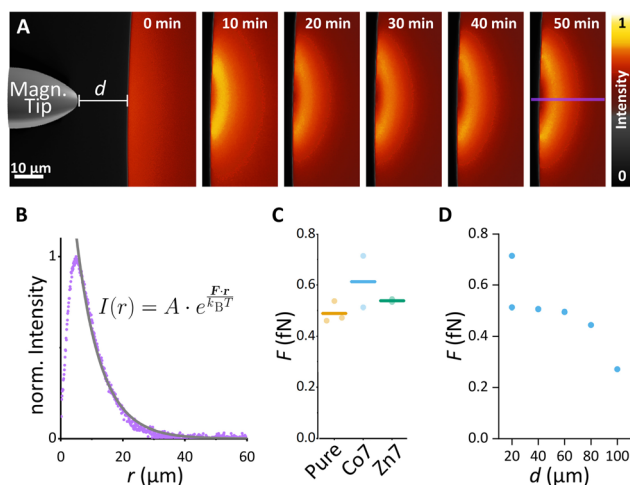 A
0 min
10 min
20 min
30 min
40 min
50 min
Magn.
Tip
d
10 µm
1
Intensity
0
B
1
norm. Intensity
0
I(r) = A · e^{\frac{F·r}{k_B T}}
0 20 40 60
r (µm)
C
0.8
0.6
0.4
0.2
0.0
F (fN)
Pure
Co7
Zn7
D
0.8
0.6
0.4
0.2
0.0
F (fN)
20 40 60 80 100
d (µm)